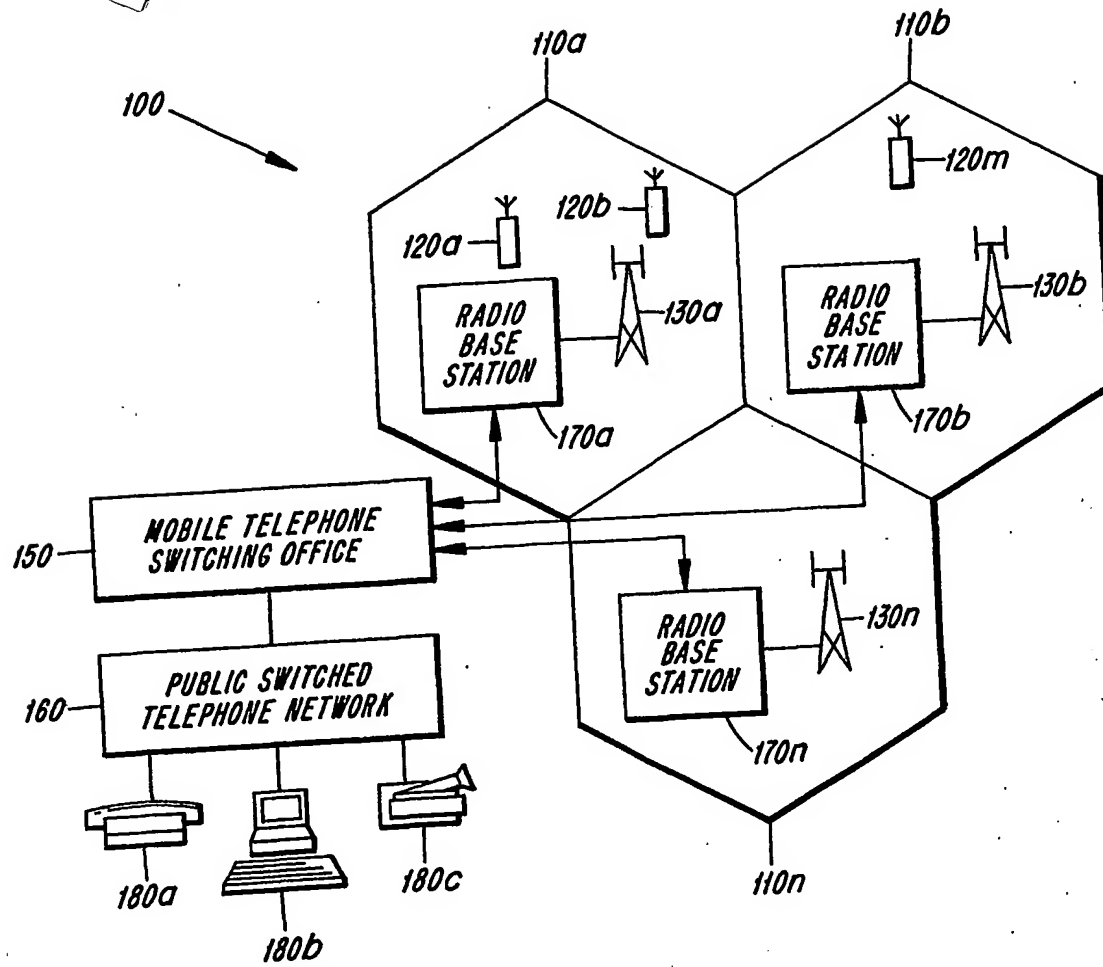 110a
110b
100
120m
120b
120a
130b
130a
RADIO
BASE
STATION
RADIO
BASE
STATION
170a
170b
MOBILE TELEPHONE
SWITCHING OFFICE
150
RADIO
BASE
STATION
130n
PUBLIC SWITCHED
TELEPHONE NETWORK
160
170n
180a
180b
180c
110n